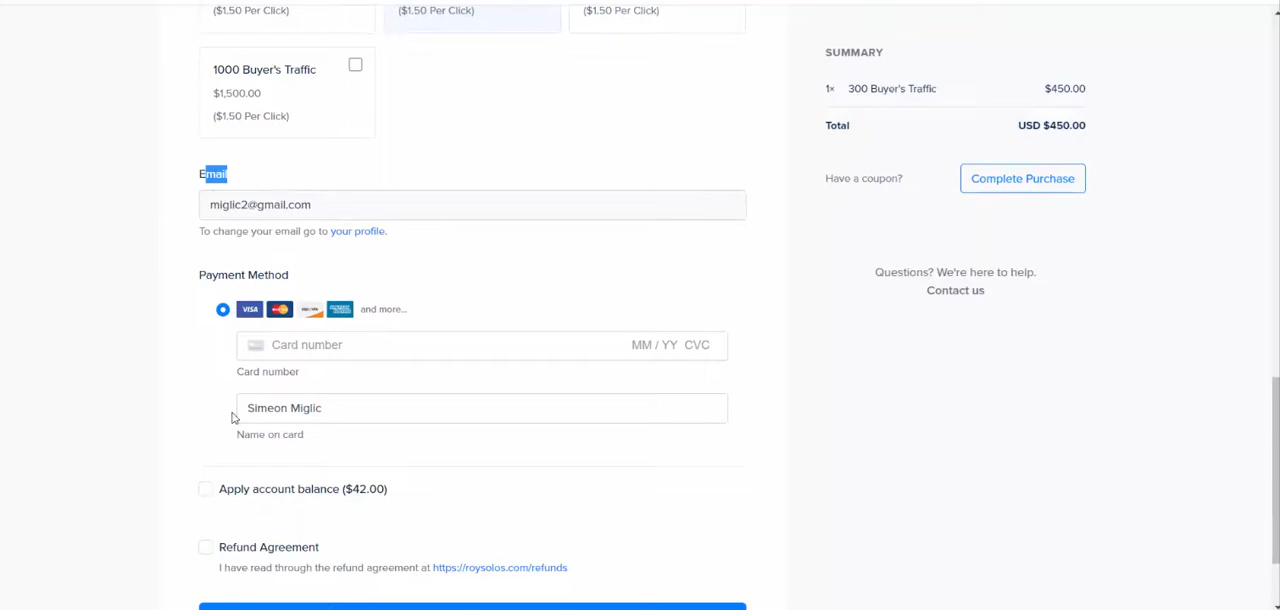 ($1.50 Per Click) ($1.50 Per Click) ($1.50 Per Click)
1000 Buyer's Traffic
$1,500.00
($1.50 Per Click)
Email
miglic2@gmail.com
To change your email go to your profile.
Payment Method
VISA and more...
Card number MM / YY CVC
Card number
Simeon Miglic
Name on card
Apply account balance ($42.00)
Refund Agreement
I have read through the refund agreement at https://roysolos.com/refunds
SUMMARY
1× 300 Buyer's Traffic $450.00
Total USD $450.00
Have a coupon? Complete Purchase
Questions? We're here to help.
Contact us